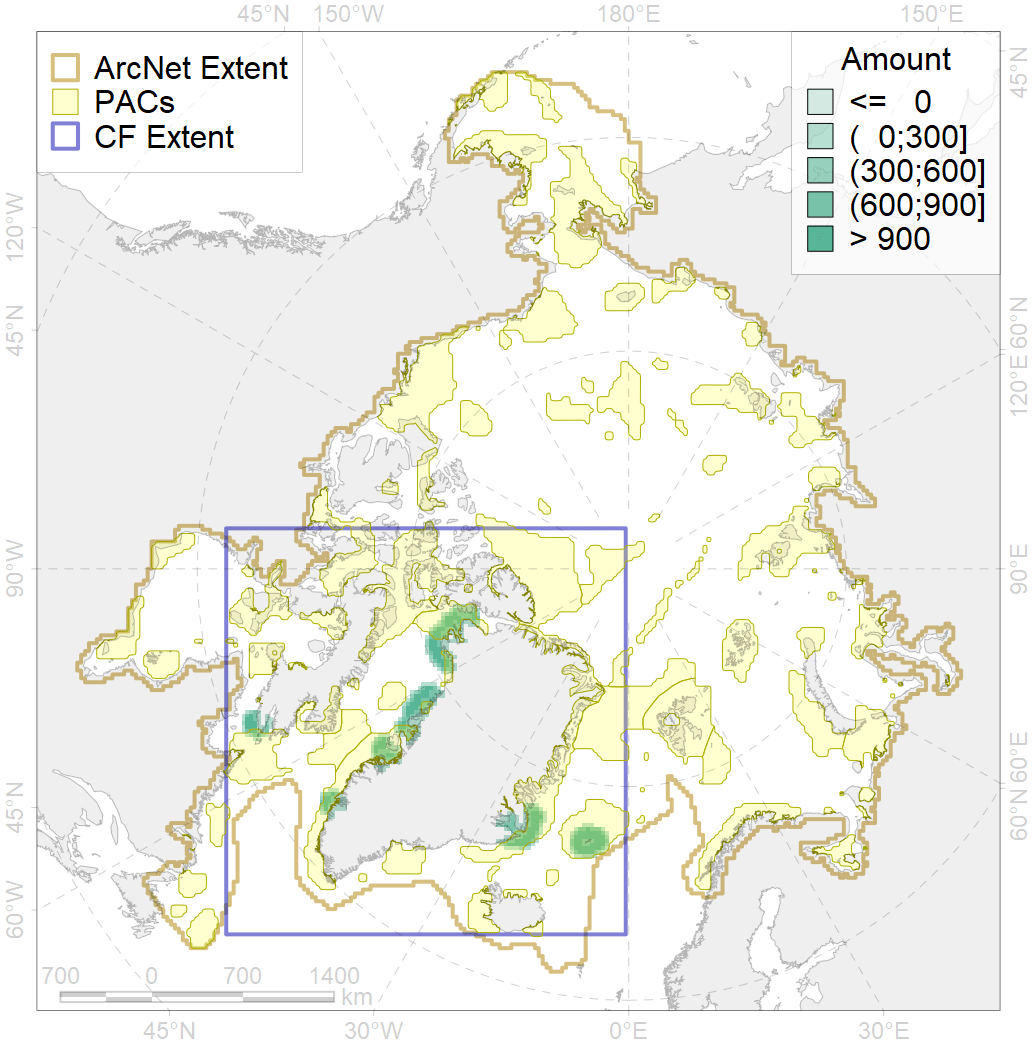 45°N 150°W 180°E 150°E
ArcNet Extent
PACs
CF Extent
Amount
<= 0
( 0;300]
(300;600]
(600;900]
> 900
45°N
120°W
60°N
45°N
120°E
90°W
90°E
60°E
45°N
60°N
60°W
700 0 700 1400
km
45°N 30°W 0°E 30°E